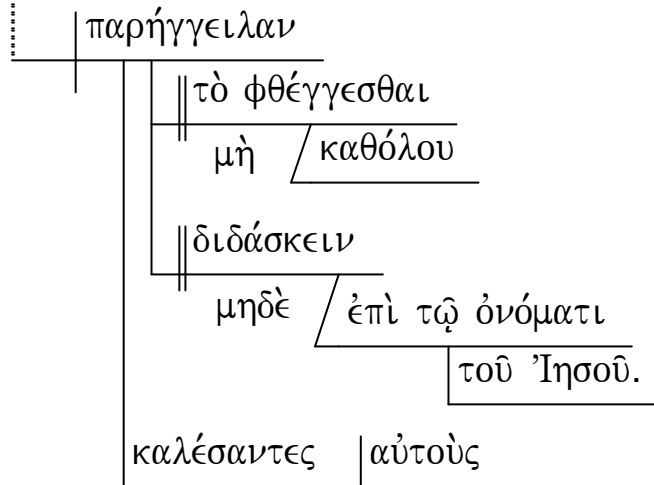 παρήγγειλαν
τὸ φθέγγεσθαι
μὴ καθόλου
διδάσκειν
μηδὲ ἐπὶ τῷ ὀνόματι
τοῦ Ἰησοῦ.
καλέσαντες αὐτοὺς